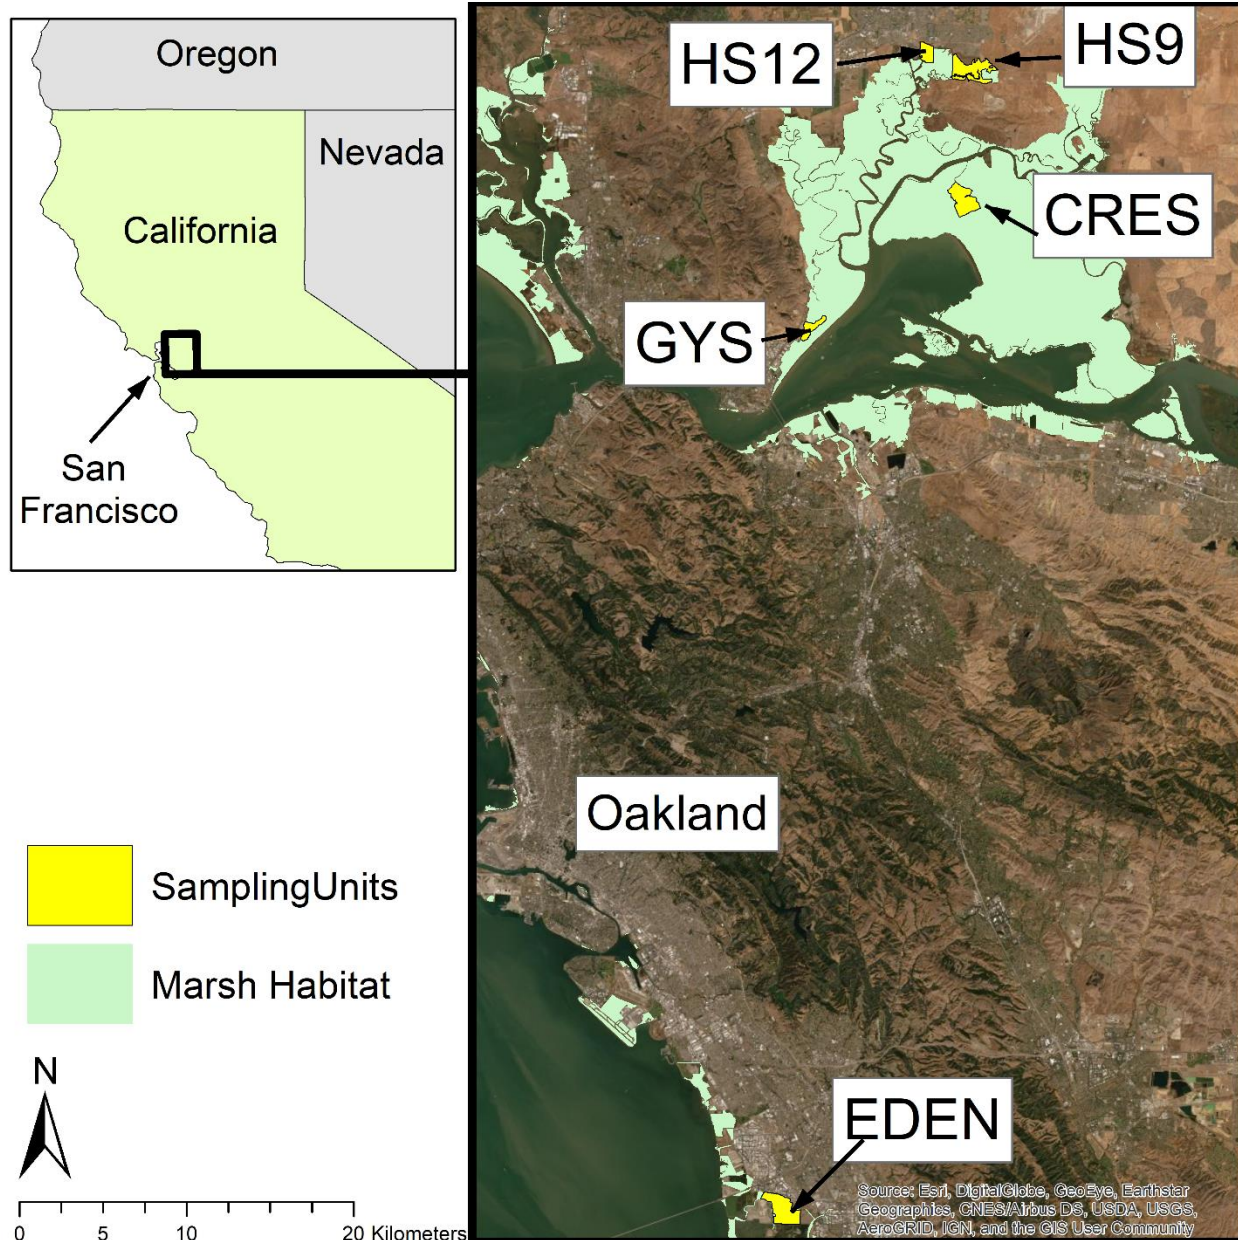 Oregon
Nevada
California
San
Francisco
HS12
HS9
CRES
GYS
Oakland
EDEN
SamplingUnits
Marsh Habitat
N
0 5 10 20 Kilometers
Source: Esri, DigitalGlobe, GeoEye, Earthstar
Geographics, CNES/Airbus DS, USDA, USGS,
AeroGRID, IGN, and the GIS User Community